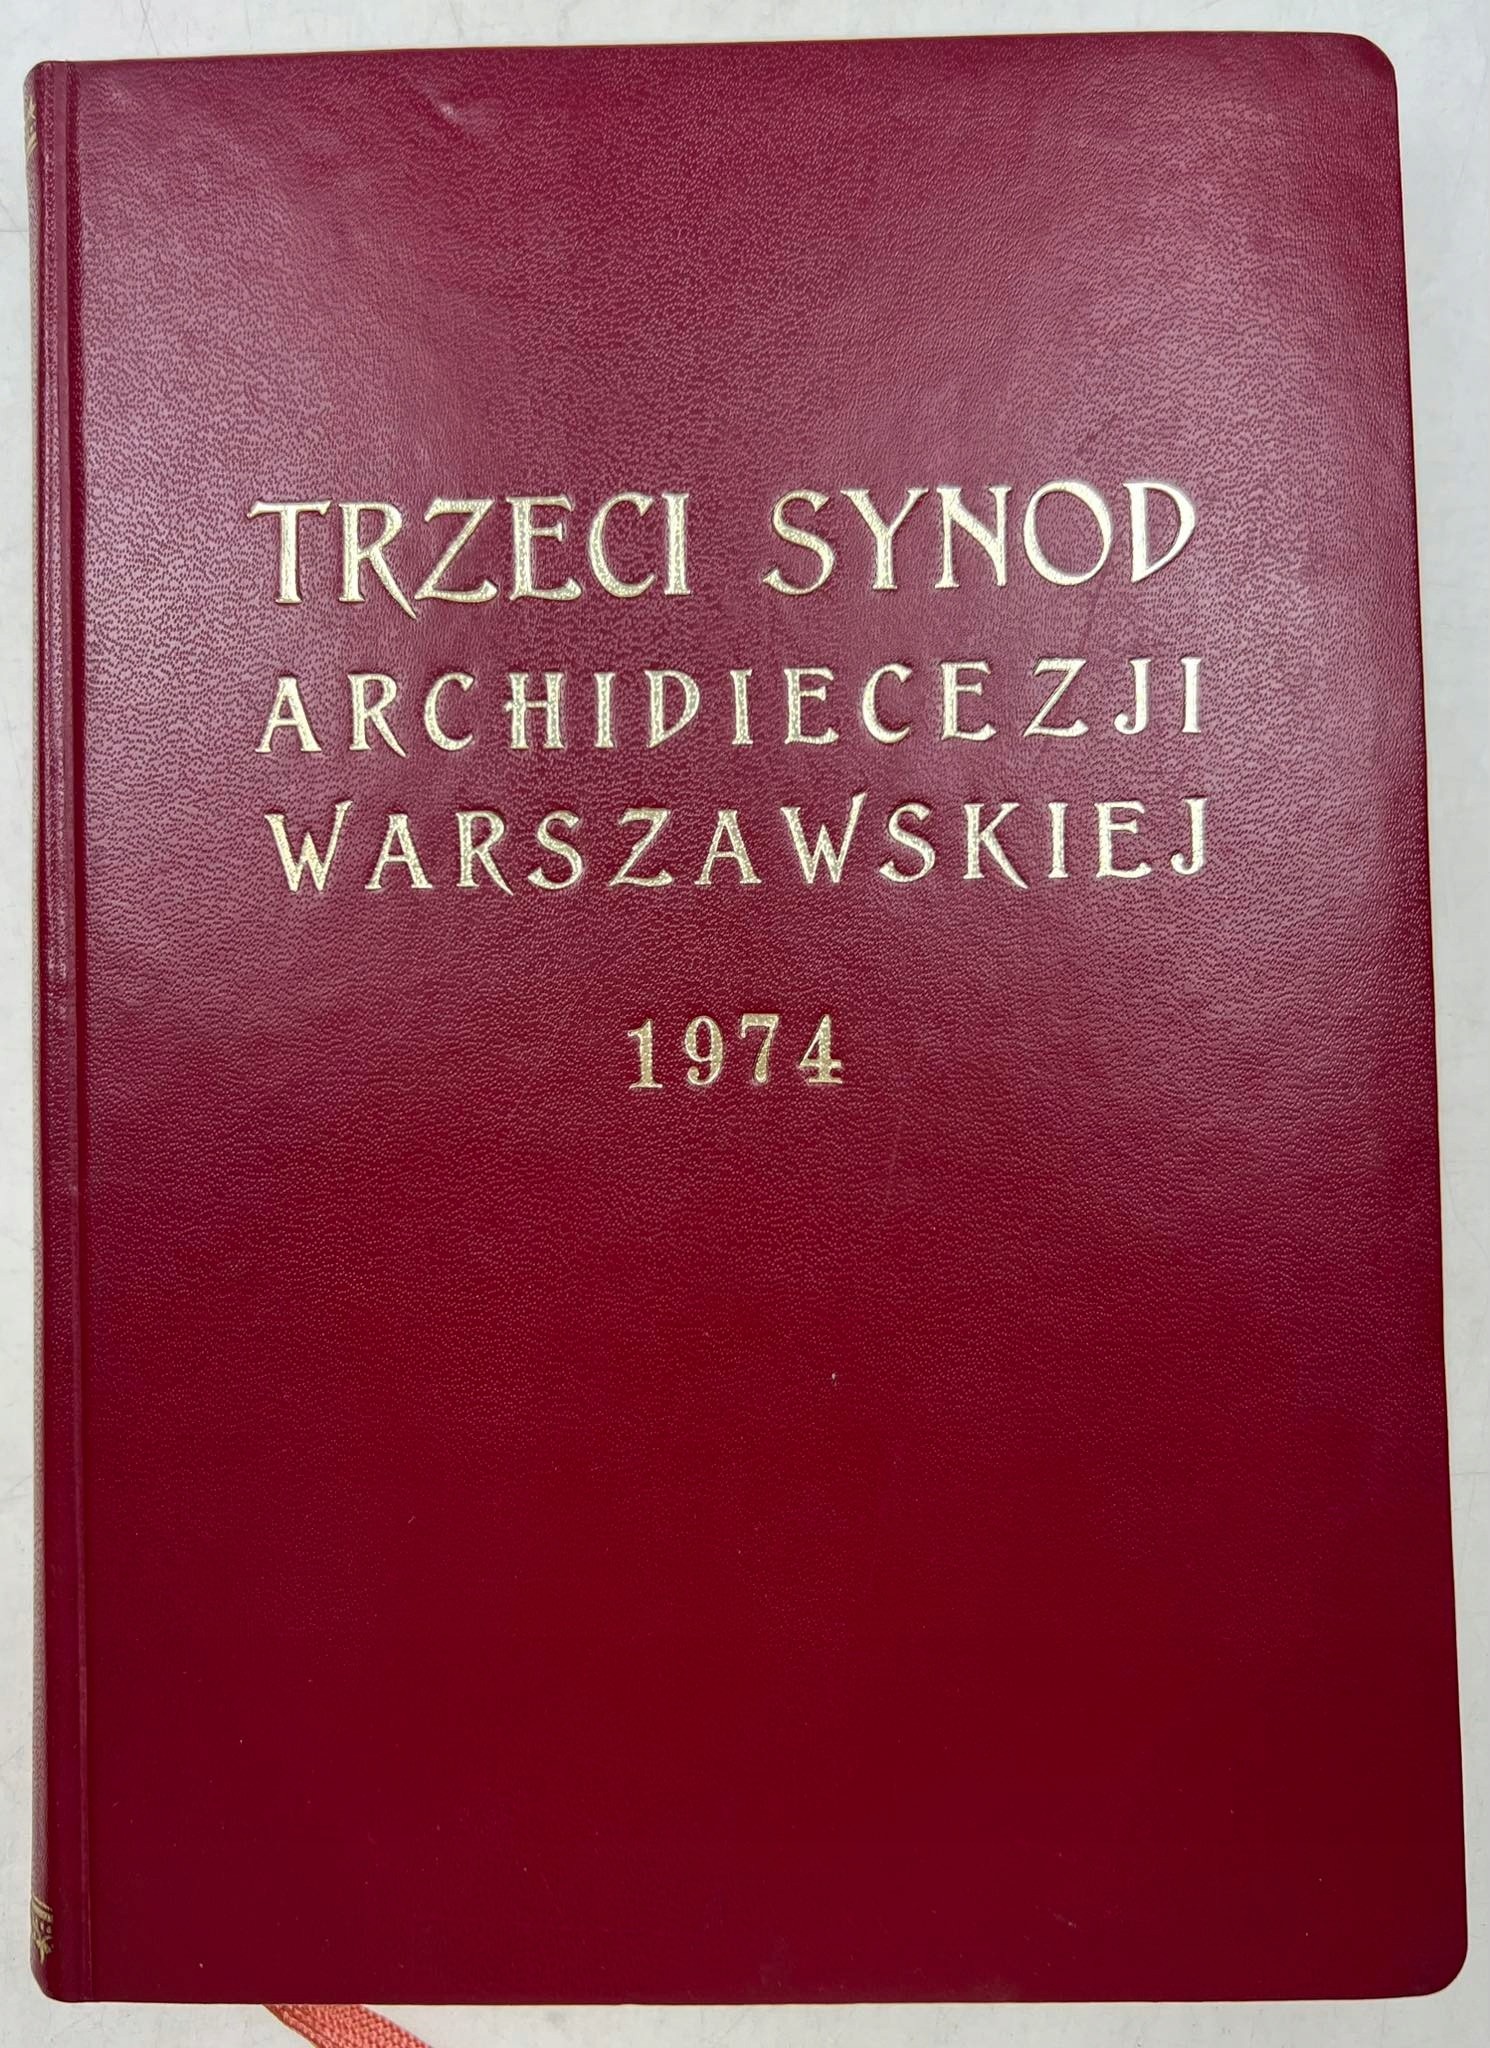 TRZECI SYNOD
ARCHIDIECEZJI
WARSZAWSKIEJ
1974